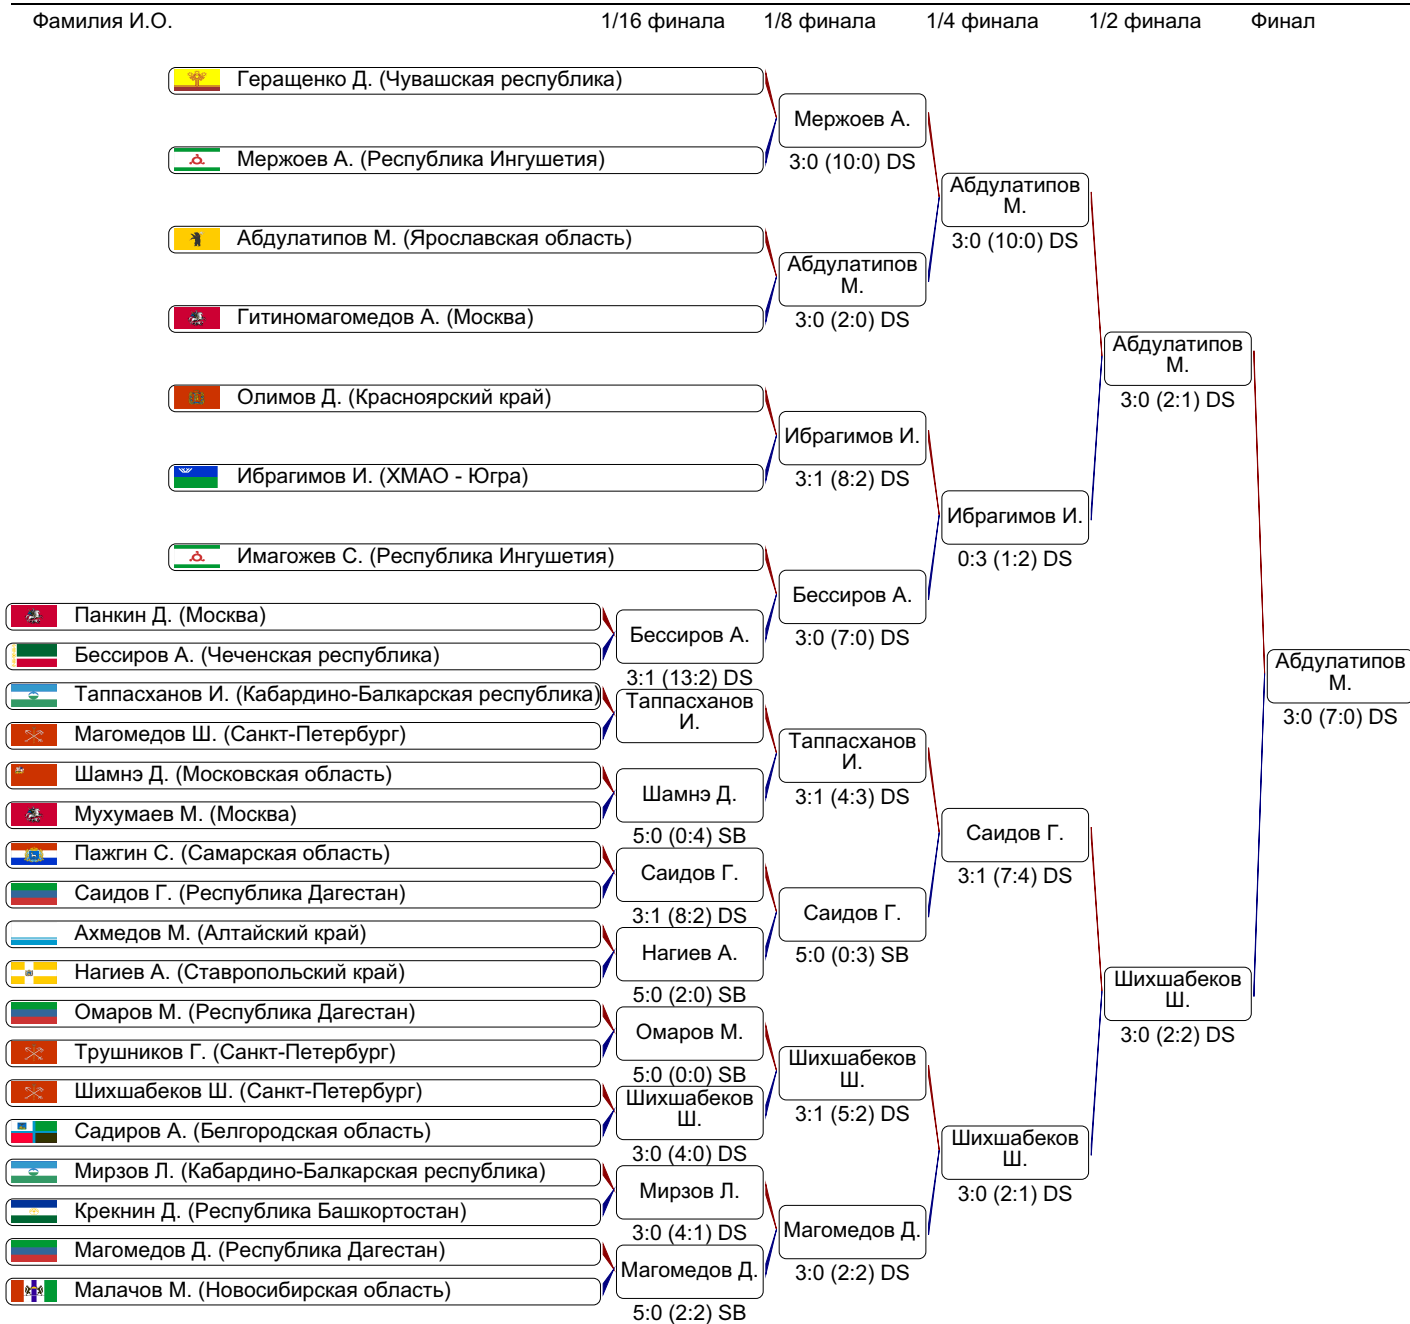 Фамилия И.О. 1/16 финала 1/8 финала 1/4 финала 1/2 финала Финал
Геращенко Д. (Чувашская республика)
Мержоев А.
Мержоев А. (Республика Ингушетия)
3:0 (10:0) DS
Абдулатипов
М.
Абдулатипов М. (Ярославская область)
3:0 (10:0) DS
Абдулатипов
М.
Гитиномагомедов А. (Москва)
3:0 (2:0) DS
Абдулатипов
М.
Олимов Д. (Красноярский край)
3:0 (2:1) DS
Ибрагимов И.
Ибрагимов И. (ХМАО - Югра)
3:1 (8:2) DS
Ибрагимов И.
Имагожев С. (Республика Ингушетия)
0:3 (1:2) DS
Бессиров А.
Панкин Д. (Москва)
Бессиров А.
3:0 (7:0) DS
Бессиров А. (Чеченская республика)
Абдулатипов
М.
3:1 (13:2) DS
Таппасханов И. (Кабардино-Балкарская республика)
Таппасханов
И.
3:0 (7:0) DS
Магомедов Ш. (Санкт-Петербург)
Таппасханов
И.
Шамнэ Д. (Московская область)
Шамнэ Д.
3:1 (4:3) DS
Мухумаев М. (Москва)
5:0 (0:4) SB
Саидов Г.
Пажгин С. (Самарская область)
Саидов Г.
3:1 (7:4) DS
Саидов Г. (Республика Дагестан)
3:1 (8:2) DS
Саидов Г.
Ахмедов М. (Алтайский край)
Нагиев А.
5:0 (0:3) SB
Нагиев А. (Ставропольский край)
Шихшабеков
Ш.
5:0 (2:0) SB
Омаров М. (Республика Дагестан)
Омаров М.
3:0 (2:2) DS
Трушников Г. (Санкт-Петербург)
Шихшабеков
Ш.
5:0 (0:0) SB
Шихшабеков Ш. (Санкт-Петербург)
Шихшабеков
Ш.
3:1 (5:2) DS
Садиров А. (Белгородская область)
Шихшабеков
Ш.
3:0 (4:0) DS
Мирзов Л. (Кабардино-Балкарская республика)
Мирзов Л.
3:0 (2:1) DS
Крекнин Д. (Республика Башкортостан)
3:0 (4:1) DS
Магомедов Д.
Магомедов Д. (Республика Дагестан)
Магомедов Д.
3:0 (2:2) DS
Малачов М. (Новосибирская область)
5:0 (2:2) SB